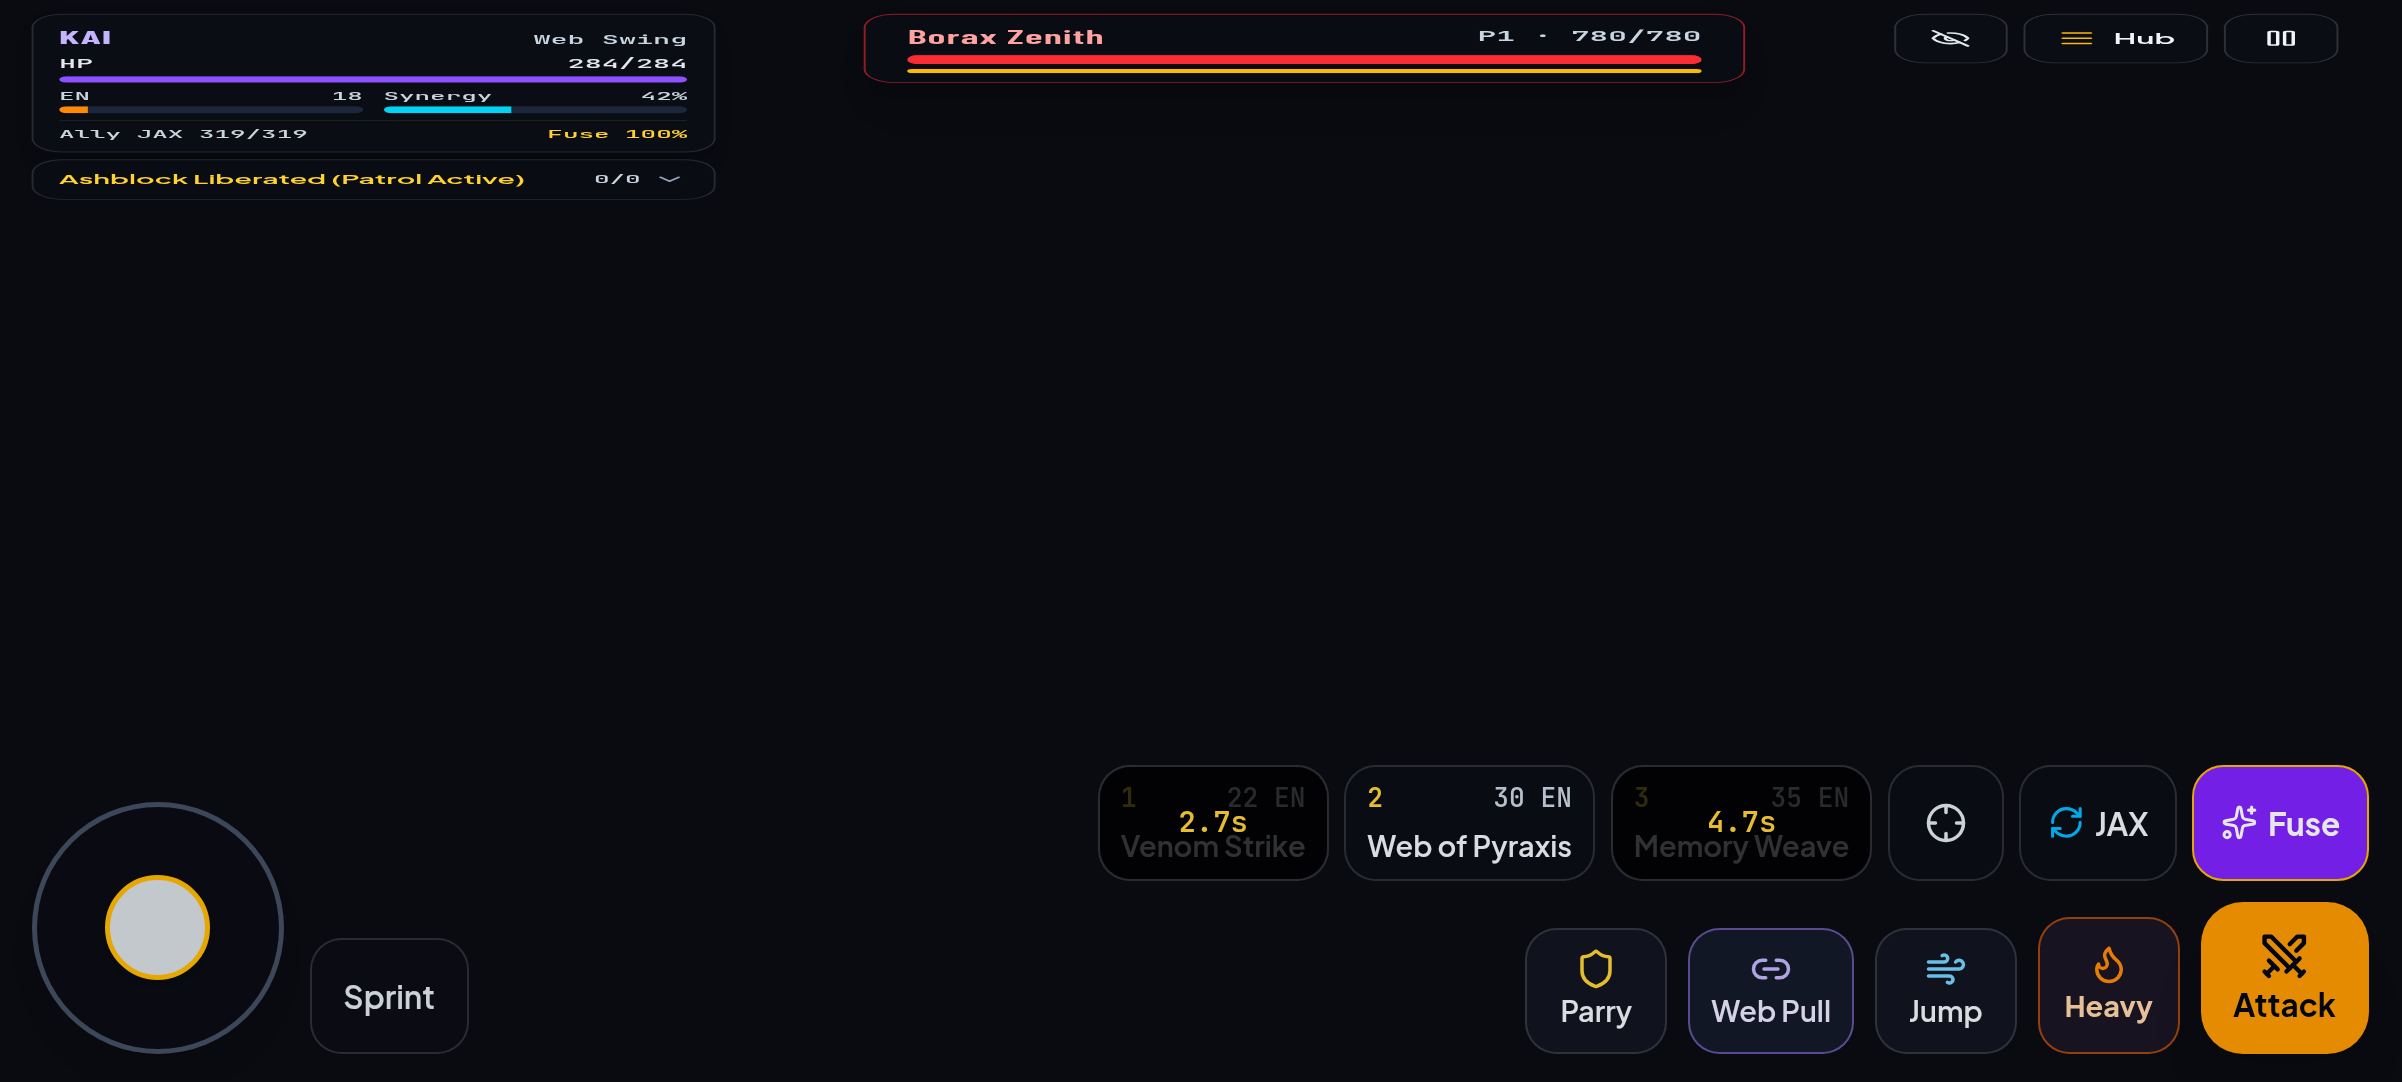 KAI Web Swing
HP 284/284
EN 18 Synergy 42%
Ally JAX 319/319 Fuse 100%
Ashblock Liberated (Patrol Active) 0/0
Borax Zenith P1 · 780/780
Hub
1 22 EN
2.7s
Venom Strike
2 30 EN
Web of Pyraxis
3 35 EN
4.7s
Memory Weave
JAX
Fuse
Sprint
Parry
Web Pull
Jump
Heavy
Attack